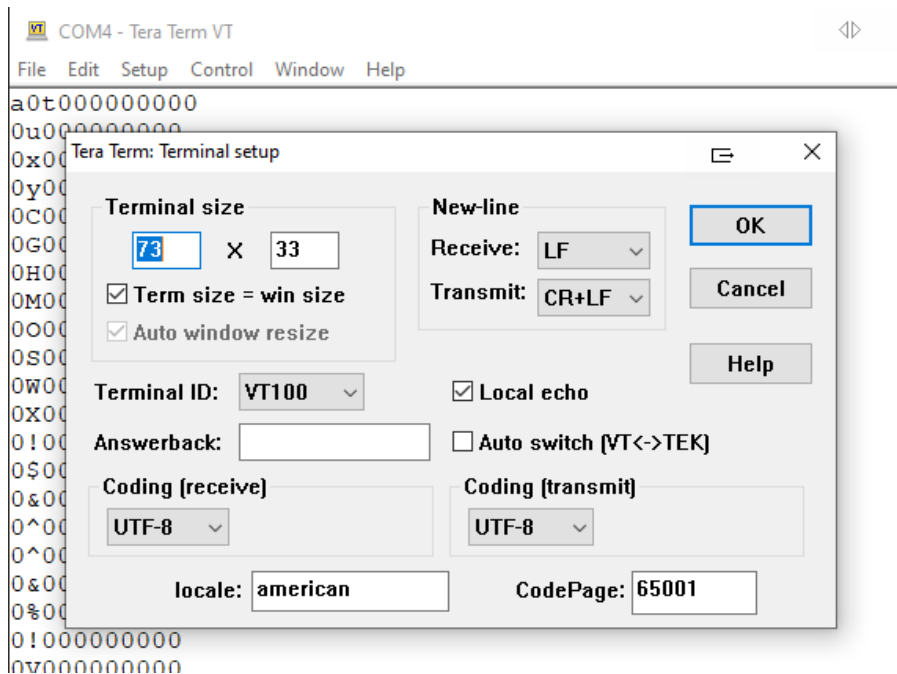 VT COM4 - Tera Term VT
File Edit Setup Control Window Help
a0t000000000
0u000000000
0x00
0y00
0C00
0G00
0H00
0M00
0O00
0S00
0W00
0X00
0!00
0$00
0&00
0^00
0^00
0&00
0%00
0!000000000
0V000000000
Tera Term: Terminal setup
Terminal size
73 X 33
Term size = win size
Auto window resize
New-line
Receive: LF
Transmit: CR+LF
OK
Cancel
Help
Terminal ID: VT100
Local echo
Answerback:
Auto switch (VT<->TEK)
Coding (receive)
UTF-8
Coding (transmit)
UTF-8
locale: american
CodePage: 65001